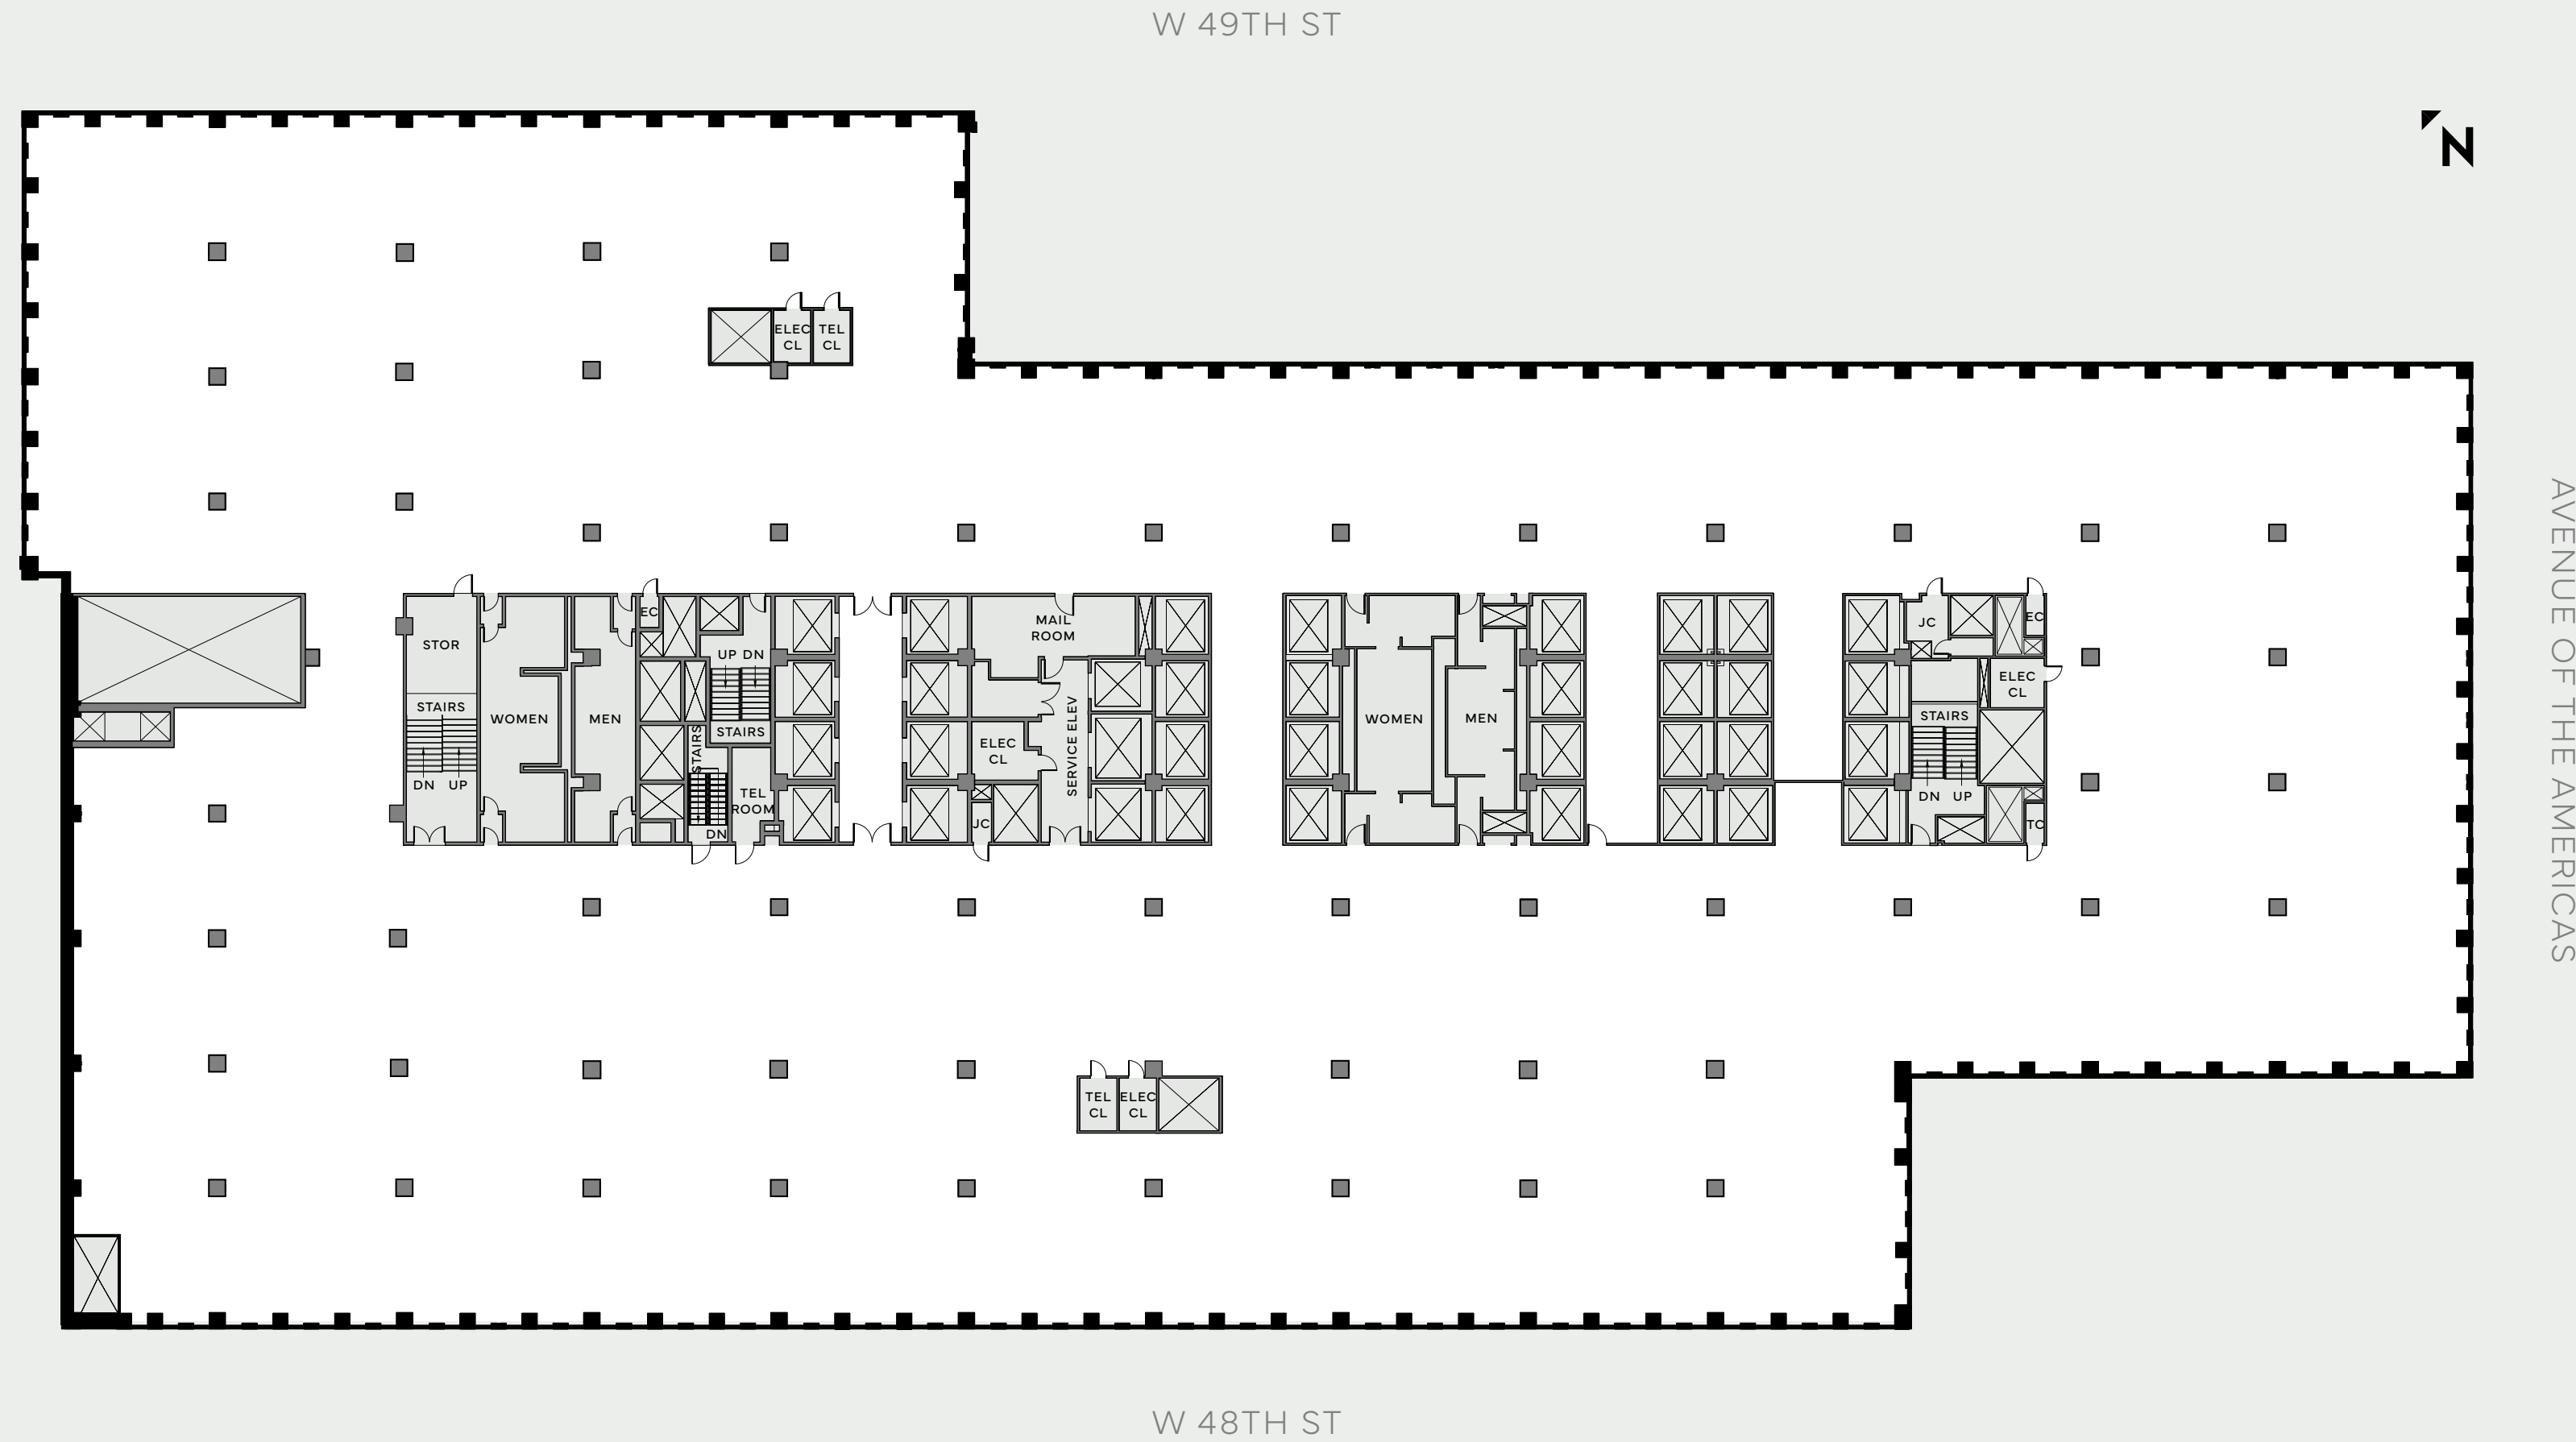 W 49TH ST
N
ELEC
CL
TEL
CL
AVENUE OF THE AMERICAS
STOR
STAIRS
DN UP
WOMEN
MEN
EC
UP DN
STAIRS
STAIRS
DN
TEL
ROOM
MAIL
ROOM
ELEC
CL
SERVICE ELEV
JC
WOMEN
MEN
JC
EC
ELEC
CL
STAIRS
DN UP
TC
TEL
CL
ELEC
CL
W 48TH ST